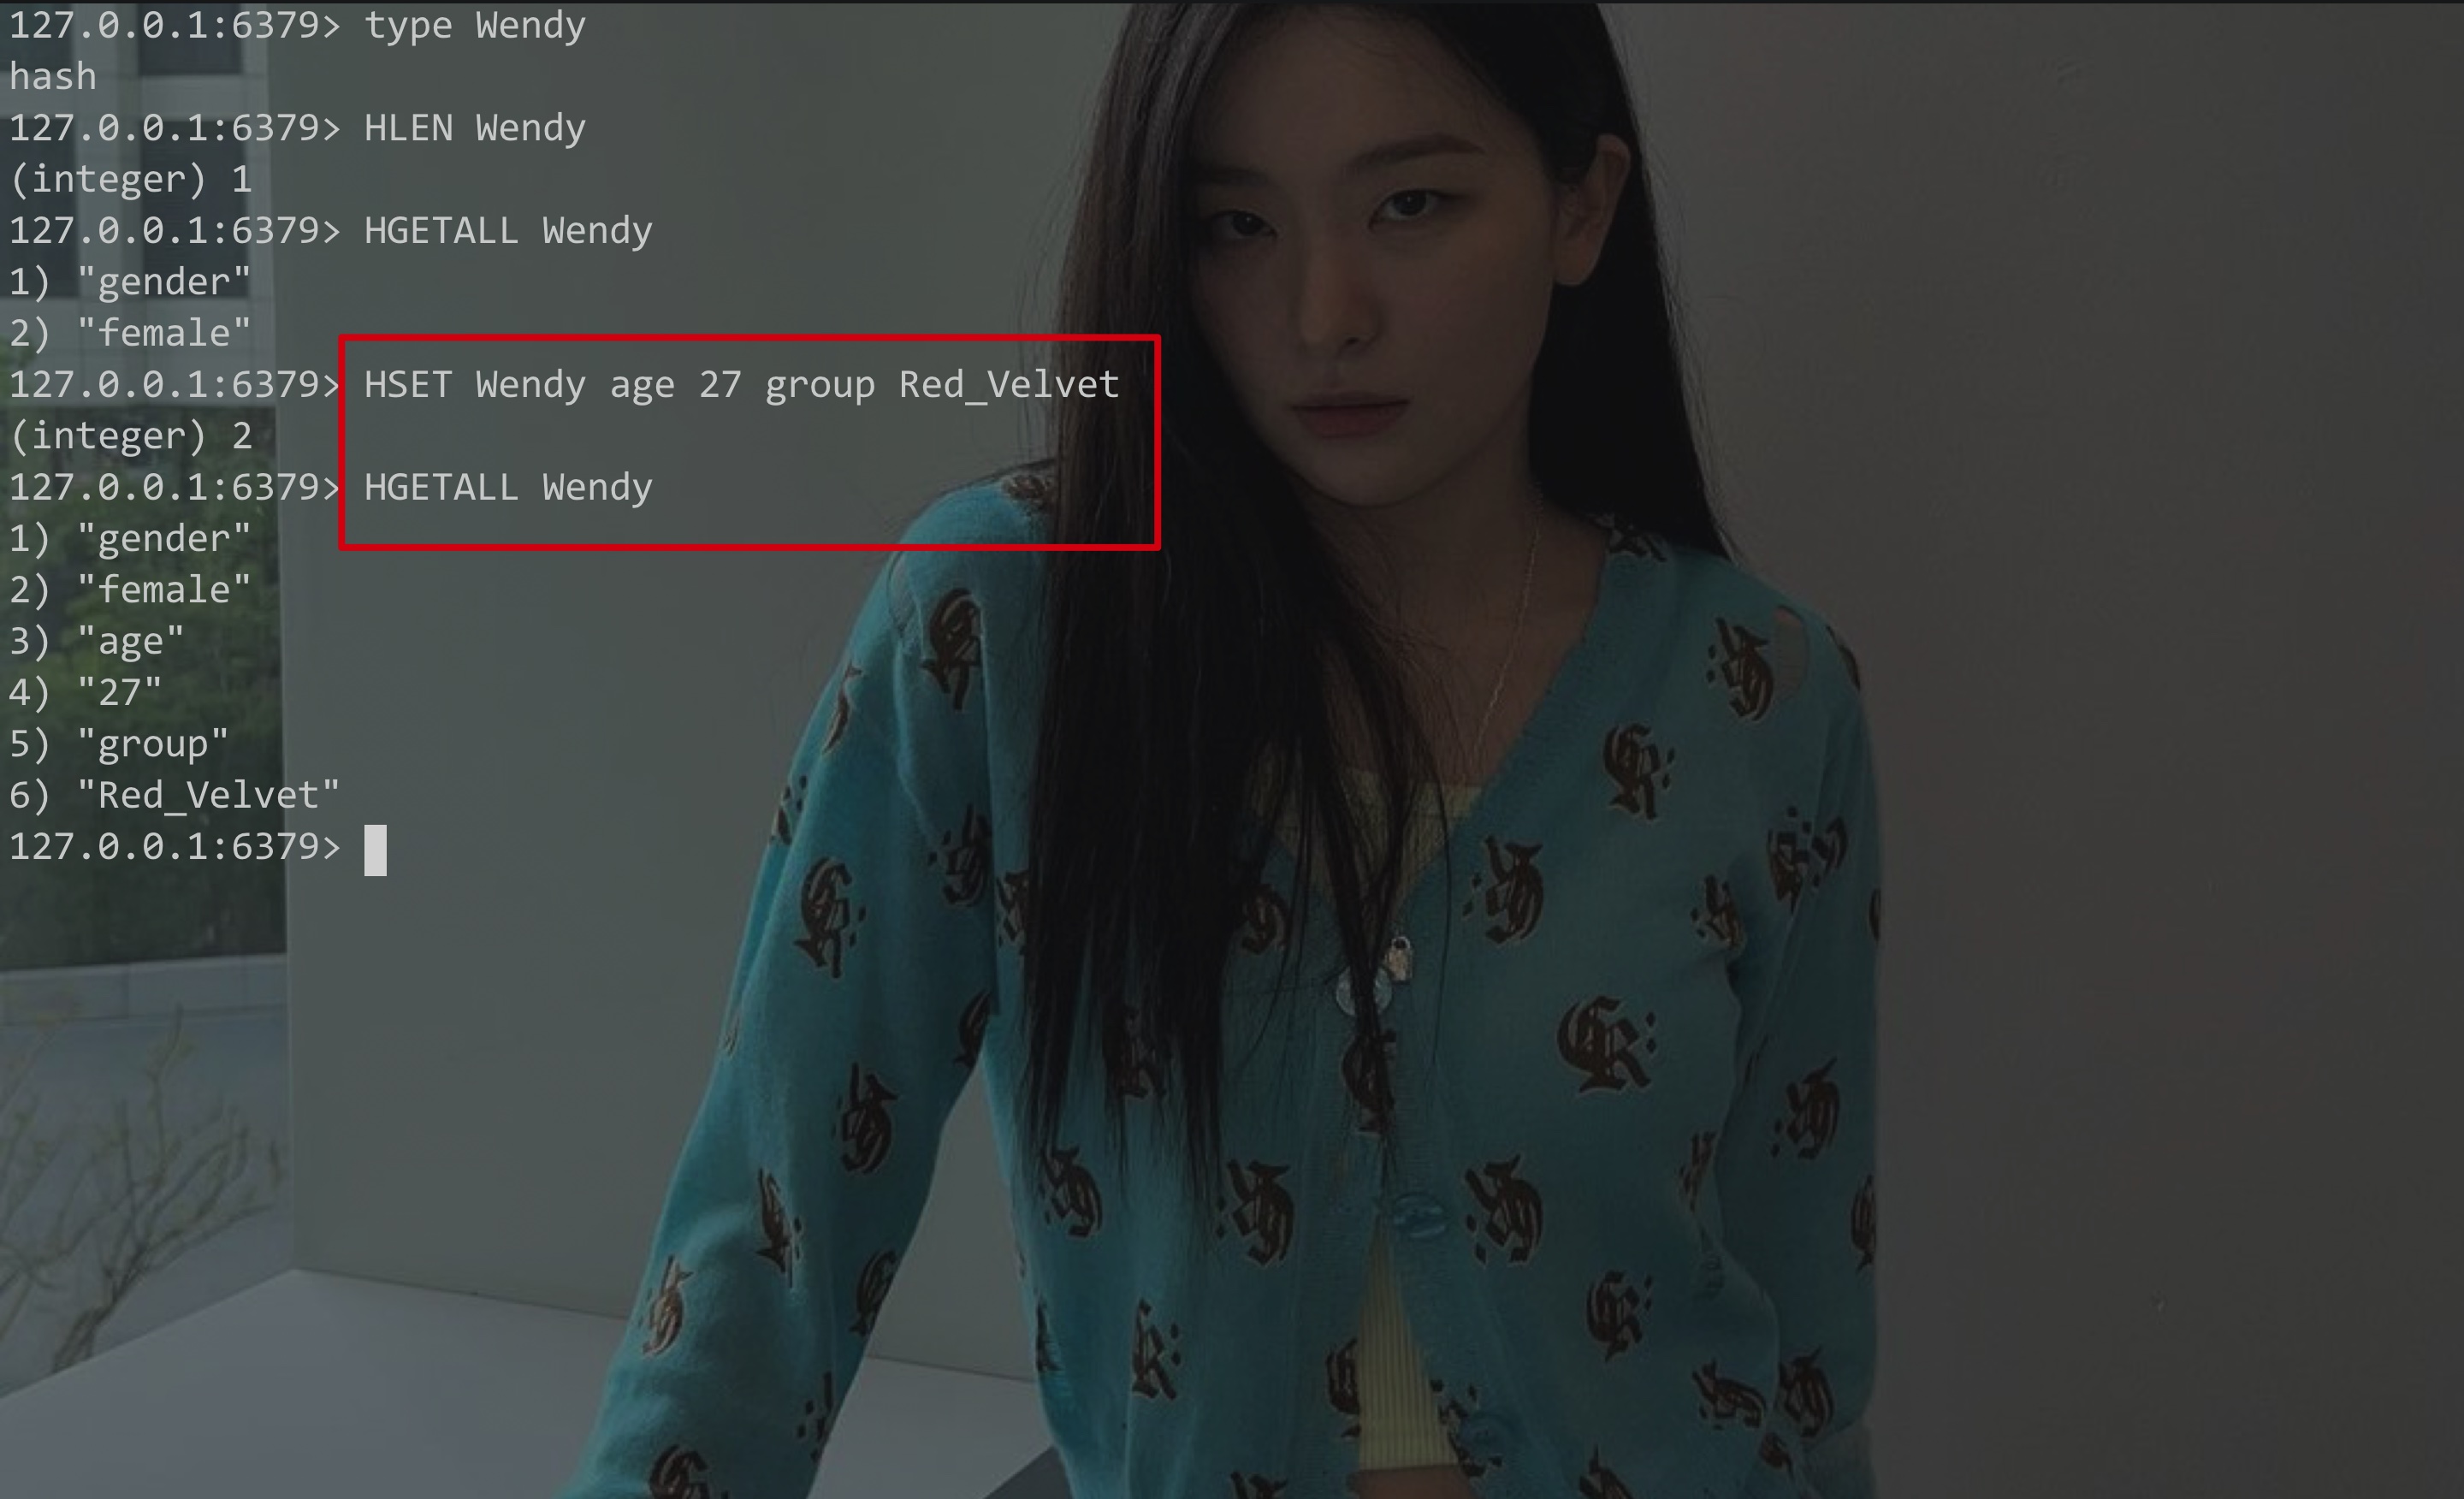 127.0.0.1:6379> type Wendy
hash
127.0.0.1:6379> HLEN Wendy
(integer) 1
127.0.0.1:6379> HGETALL Wendy
1) "gender"
2) "female"
127.0.0.1:6379> HSET Wendy age 27 group Red_Velvet
(integer) 2
127.0.0.1:6379> HGETALL Wendy
1) "gender"
2) "female"
3) "age"
4) "27"
5) "group"
6) "Red_Velvet"
127.0.0.1:6379>